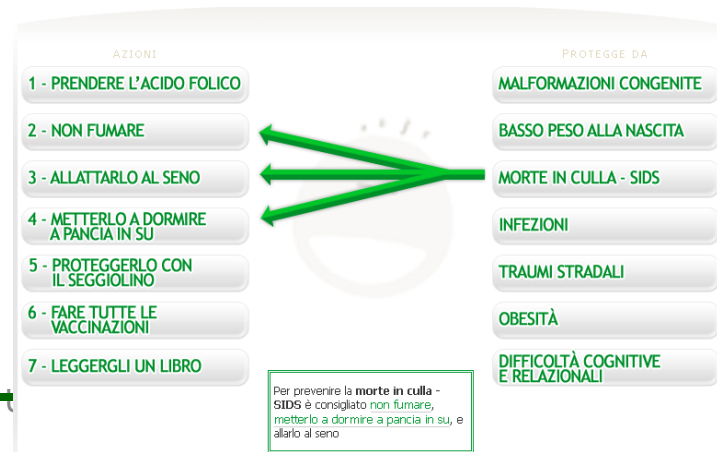 AZIONI
1 - PRENDERE L'ACIDO FOLICO
2 - NON FUMARE
3 - ALLATTARLO AL SENO
4 - METTERLO A DORMIRE
A PANCIA IN SU
5 - PROTEGGERLO CON
IL SEGGIOLINO
6 - FARE TUTTE LE
VACCINAZIONI
7 - LEGGERGLI UN LIBRO
PROTEGGE DA
MALFORMAZIONI CONGENITE
BASSO PESO ALLA NASCITA
MORTE IN CULLA - SIDS
INFEZIONI
TRAUMI STRADALI
OBESITÀ
DIFFICOLTÀ COGNITIVE
E RELAZIONALI
Per prevenire la morte in culla -
SIDS è consigliato non fumare,
metterlo a dormire a pancia in su, e
allarlo al seno